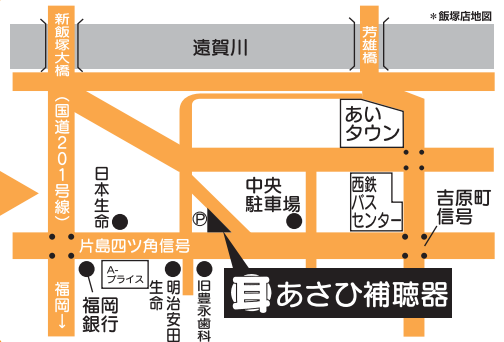 ＊飯塚店地図
新飯塚大橋
遠賀川
芳雄橋
（国道201号線）
あい
タウン
日本生命
中央
駐車場
西鉄
バス
センター
吉原町
信号
Ⓟ
片島四ツ角信号
福岡→
福岡
銀行
A-
プライス
明治安田
生命
旧豊永歯科
耳あさひ補聴器